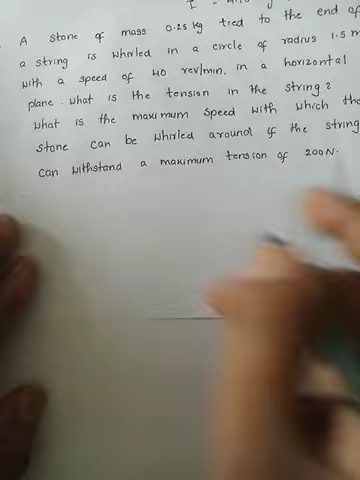 A stone of mass 0.25 kg tied to the end of
a string is whirled in a circle of radius 1.5 m
with a speed of 40 rev/min. in a horizontal
plane. what is the tension in the string?
what is the maximum speed with which the
stone can be whirled around if the string
can withstand a maximum tension of 200N.